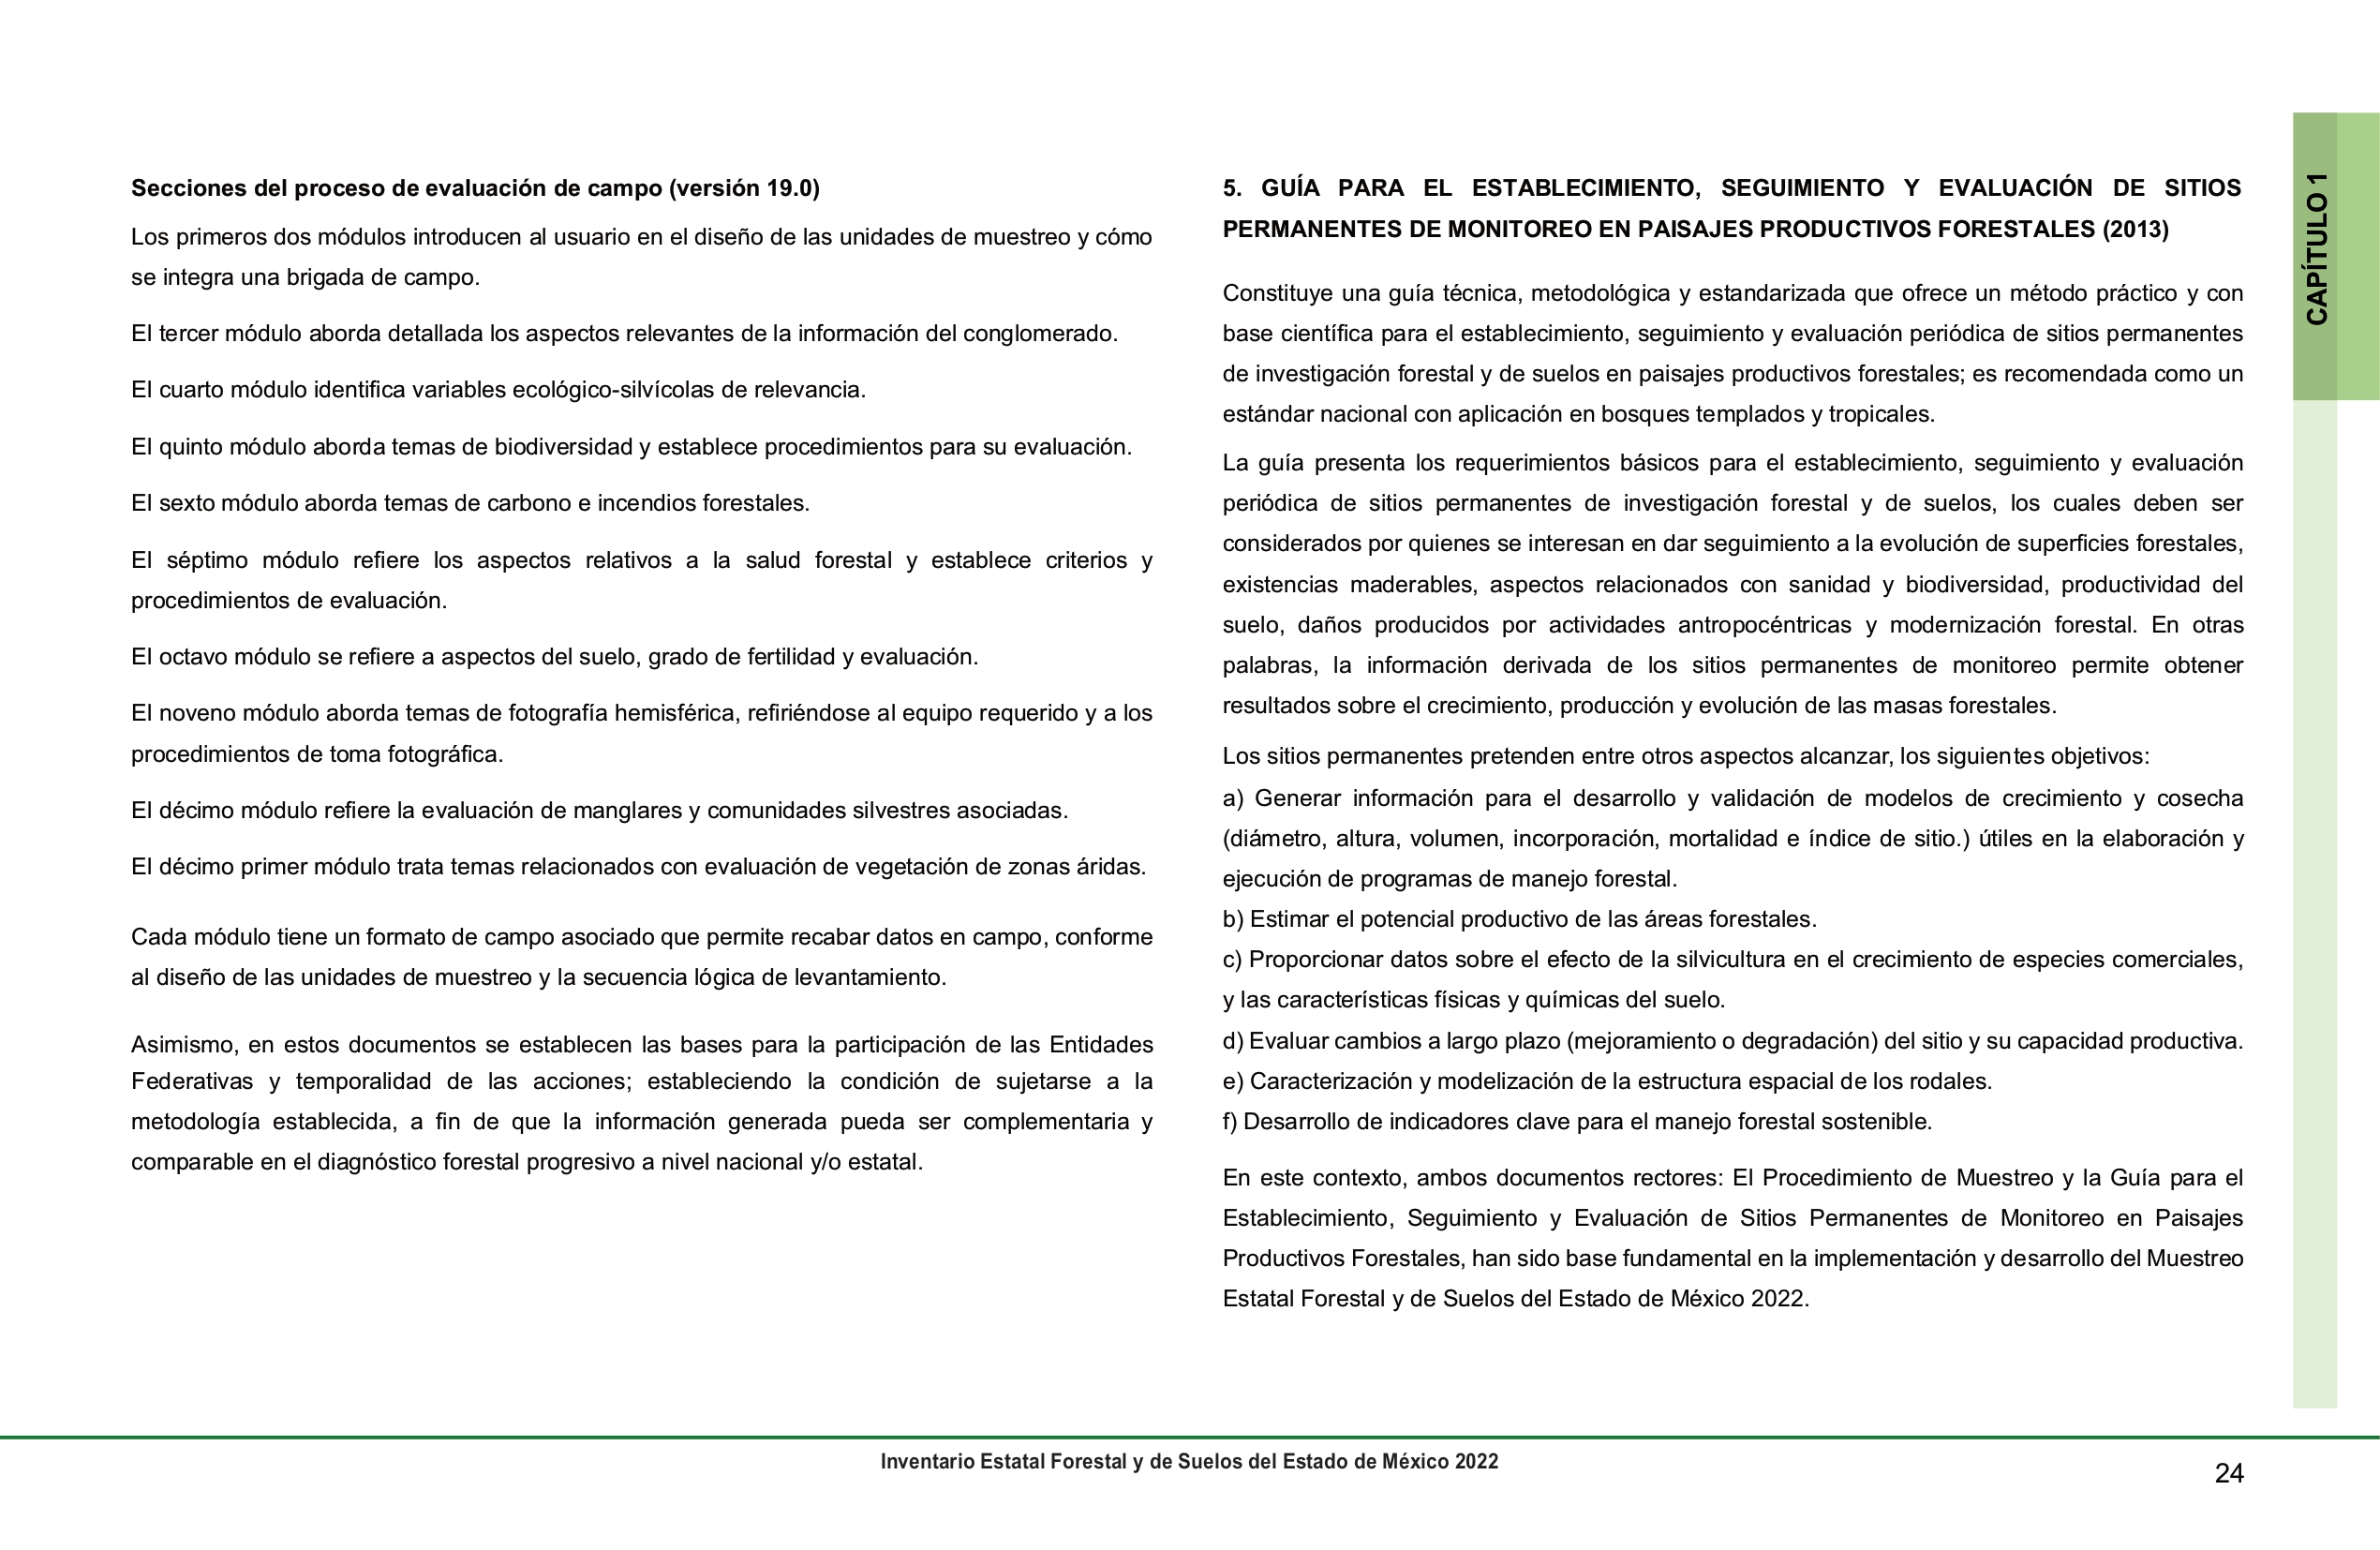 Secciones del proceso de evaluación de campo (versión 19.0)
Los primeros dos módulos introducen al usuario en el diseño de las unidades de muestreo y cómo
se integra una brigada de campo.
El tercer módulo aborda detallada los aspectos relevantes de la información del conglomerado.
El cuarto módulo identifica variables ecológico-silvícolas de relevancia.
El quinto módulo aborda temas de biodiversidad y establece procedimientos para su evaluación.
El sexto módulo aborda temas de carbono e incendios forestales.
El séptimo módulo refiere los aspectos relativos a la salud forestal y establece criterios y
procedimientos de evaluación.
El octavo módulo se refiere a aspectos del suelo, grado de fertilidad y evaluación.
El noveno módulo aborda temas de fotografía hemisférica, refiriéndose al equipo requerido y a los
procedimientos de toma fotográfica.
El décimo módulo refiere la evaluación de manglares y comunidades silvestres asociadas.
El décimo primer módulo trata temas relacionados con evaluación de vegetación de zonas áridas.
Cada módulo tiene un formato de campo asociado que permite recabar datos en campo, conforme
al diseño de las unidades de muestreo y la secuencia lógica de levantamiento.
Asimismo, en estos documentos se establecen las bases para la participación de las Entidades
Federativas y temporalidad de las acciones; estableciendo la condición de sujetarse a la
metodología establecida, a fin de que la información generada pueda ser complementaria y
comparable en el diagnóstico forestal progresivo a nivel nacional y/o estatal.
5. GUÍA PARA EL ESTABLECIMIENTO, SEGUIMIENTO Y EVALUACIÓN DE SITIOS
PERMANENTES DE MONITOREO EN PAISAJES PRODUCTIVOS FORESTALES (2013)
Constituye una guía técnica, metodológica y estandarizada que ofrece un método práctico y con
base científica para el establecimiento, seguimiento y evaluación periódica de sitios permanentes
de investigación forestal y de suelos en paisajes productivos forestales; es recomendada como un
estándar nacional con aplicación en bosques templados y tropicales.
La guía presenta los requerimientos básicos para el establecimiento, seguimiento y evaluación
periódica de sitios permanentes de investigación forestal y de suelos, los cuales deben ser
considerados por quienes se interesan en dar seguimiento a la evolución de superficies forestales,
existencias maderables, aspectos relacionados con sanidad y biodiversidad, productividad del
suelo, daños producidos por actividades antropocéntricas y modernización forestal. En otras
palabras, la información derivada de los sitios permanentes de monitoreo permite obtener
resultados sobre el crecimiento, producción y evolución de las masas forestales.
Los sitios permanentes pretenden entre otros aspectos alcanzar, los siguientes objetivos:
a) Generar información para el desarrollo y validación de modelos de crecimiento y cosecha
(diámetro, altura, volumen, incorporación, mortalidad e índice de sitio.) útiles en la elaboración y
ejecución de programas de manejo forestal.
b) Estimar el potencial productivo de las áreas forestales.
c) Proporcionar datos sobre el efecto de la silvicultura en el crecimiento de especies comerciales,
y las características físicas y químicas del suelo.
d) Evaluar cambios a largo plazo (mejoramiento o degradación) del sitio y su capacidad productiva.
e) Caracterización y modelización de la estructura espacial de los rodales.
f) Desarrollo de indicadores clave para el manejo forestal sostenible.
En este contexto, ambos documentos rectores: El Procedimiento de Muestreo y la Guía para el
Establecimiento, Seguimiento y Evaluación de Sitios Permanentes de Monitoreo en Paisajes
Productivos Forestales, han sido base fundamental en la implementación y desarrollo del Muestreo
Estatal Forestal y de Suelos del Estado de México 2022.
CAPÍTULO 1
Inventario Estatal Forestal y de Suelos del Estado de México 2022
24